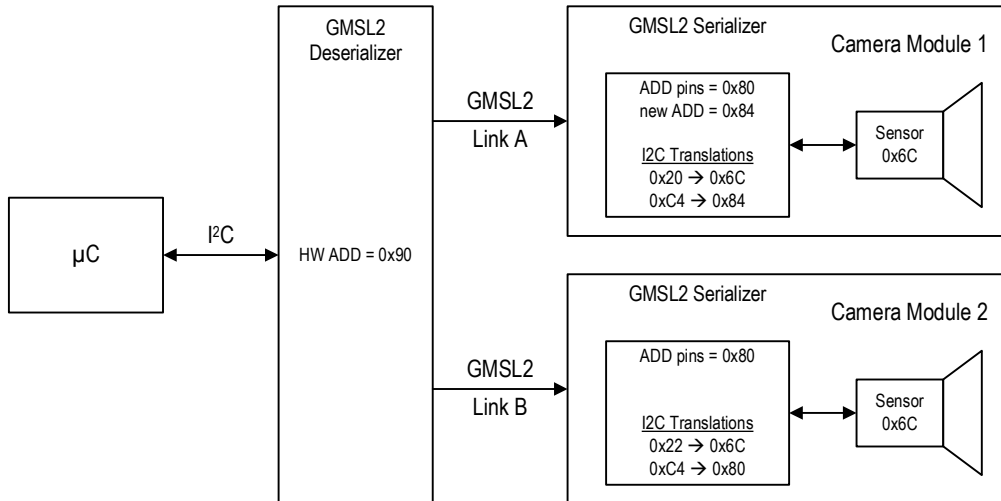 µC
I²C
GMSL2
Deserializer
HW ADD = 0x90
GMSL2
Link A
GMSL2
Link B
GMSL2 Serializer
Camera Module 1
ADD pins = 0x80
new ADD = 0x84
I2C Translations
0x20 → 0x6C
0xC4 → 0x84
Sensor
0x6C
GMSL2 Serializer
Camera Module 2
ADD pins = 0x80
I2C Translations
0x22 → 0x6C
0xC4 → 0x80
Sensor
0x6C